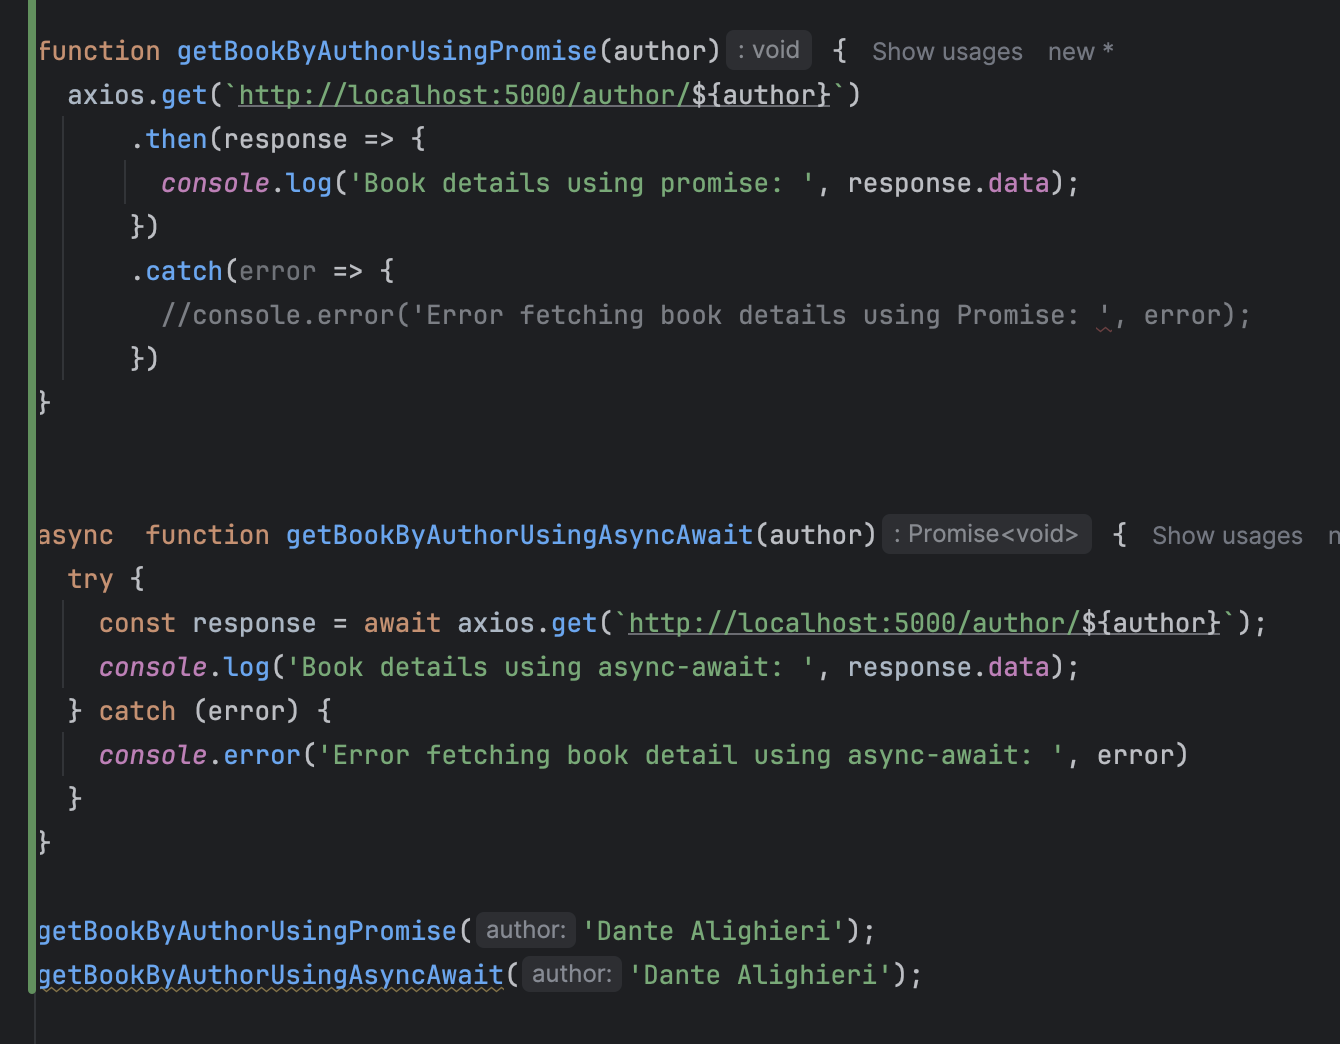 function getBookByAuthorUsingPromise(author) : void { Show usages new *
axios.get(`http://localhost:5000/author/${author}`)
.then(response => {
console.log('Book details using promise: ', response.data);
})
.catch(error => {
//console.error('Error fetching book details using Promise: ', error);
})
}
async function getBookByAuthorUsingAsyncAwait(author) : Promise<void> { Show usages n
try {
const response = await axios.get(`http://localhost:5000/author/${author}`);
console.log('Book details using async-await: ', response.data);
} catch (error) {
console.error('Error fetching book detail using async-await: ', error)
}
}
getBookByAuthorUsingPromise( author: 'Dante Alighieri');
getBookByAuthorUsingAsyncAwait( author: 'Dante Alighieri');